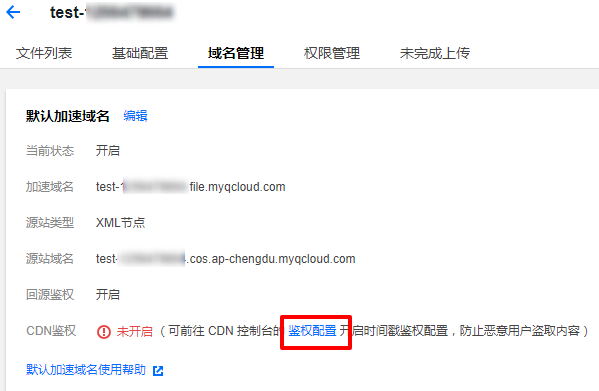 test-1
文件列表 基础配置 域名管理 权限管理 未完成上传
默认加速域名 编辑
当前状态 开启
加速域名 test-1 file.myqcloud.com
源站类型 XML节点
源站域名 test- .cos.ap-chengdu.myqcloud.com
回源鉴权 开启
CDN鉴权 未开启（可前往 CDN 控制台的 鉴权配置 开启时间戳鉴权配置，防止恶意用户盗取内容）
默认加速域名使用帮助